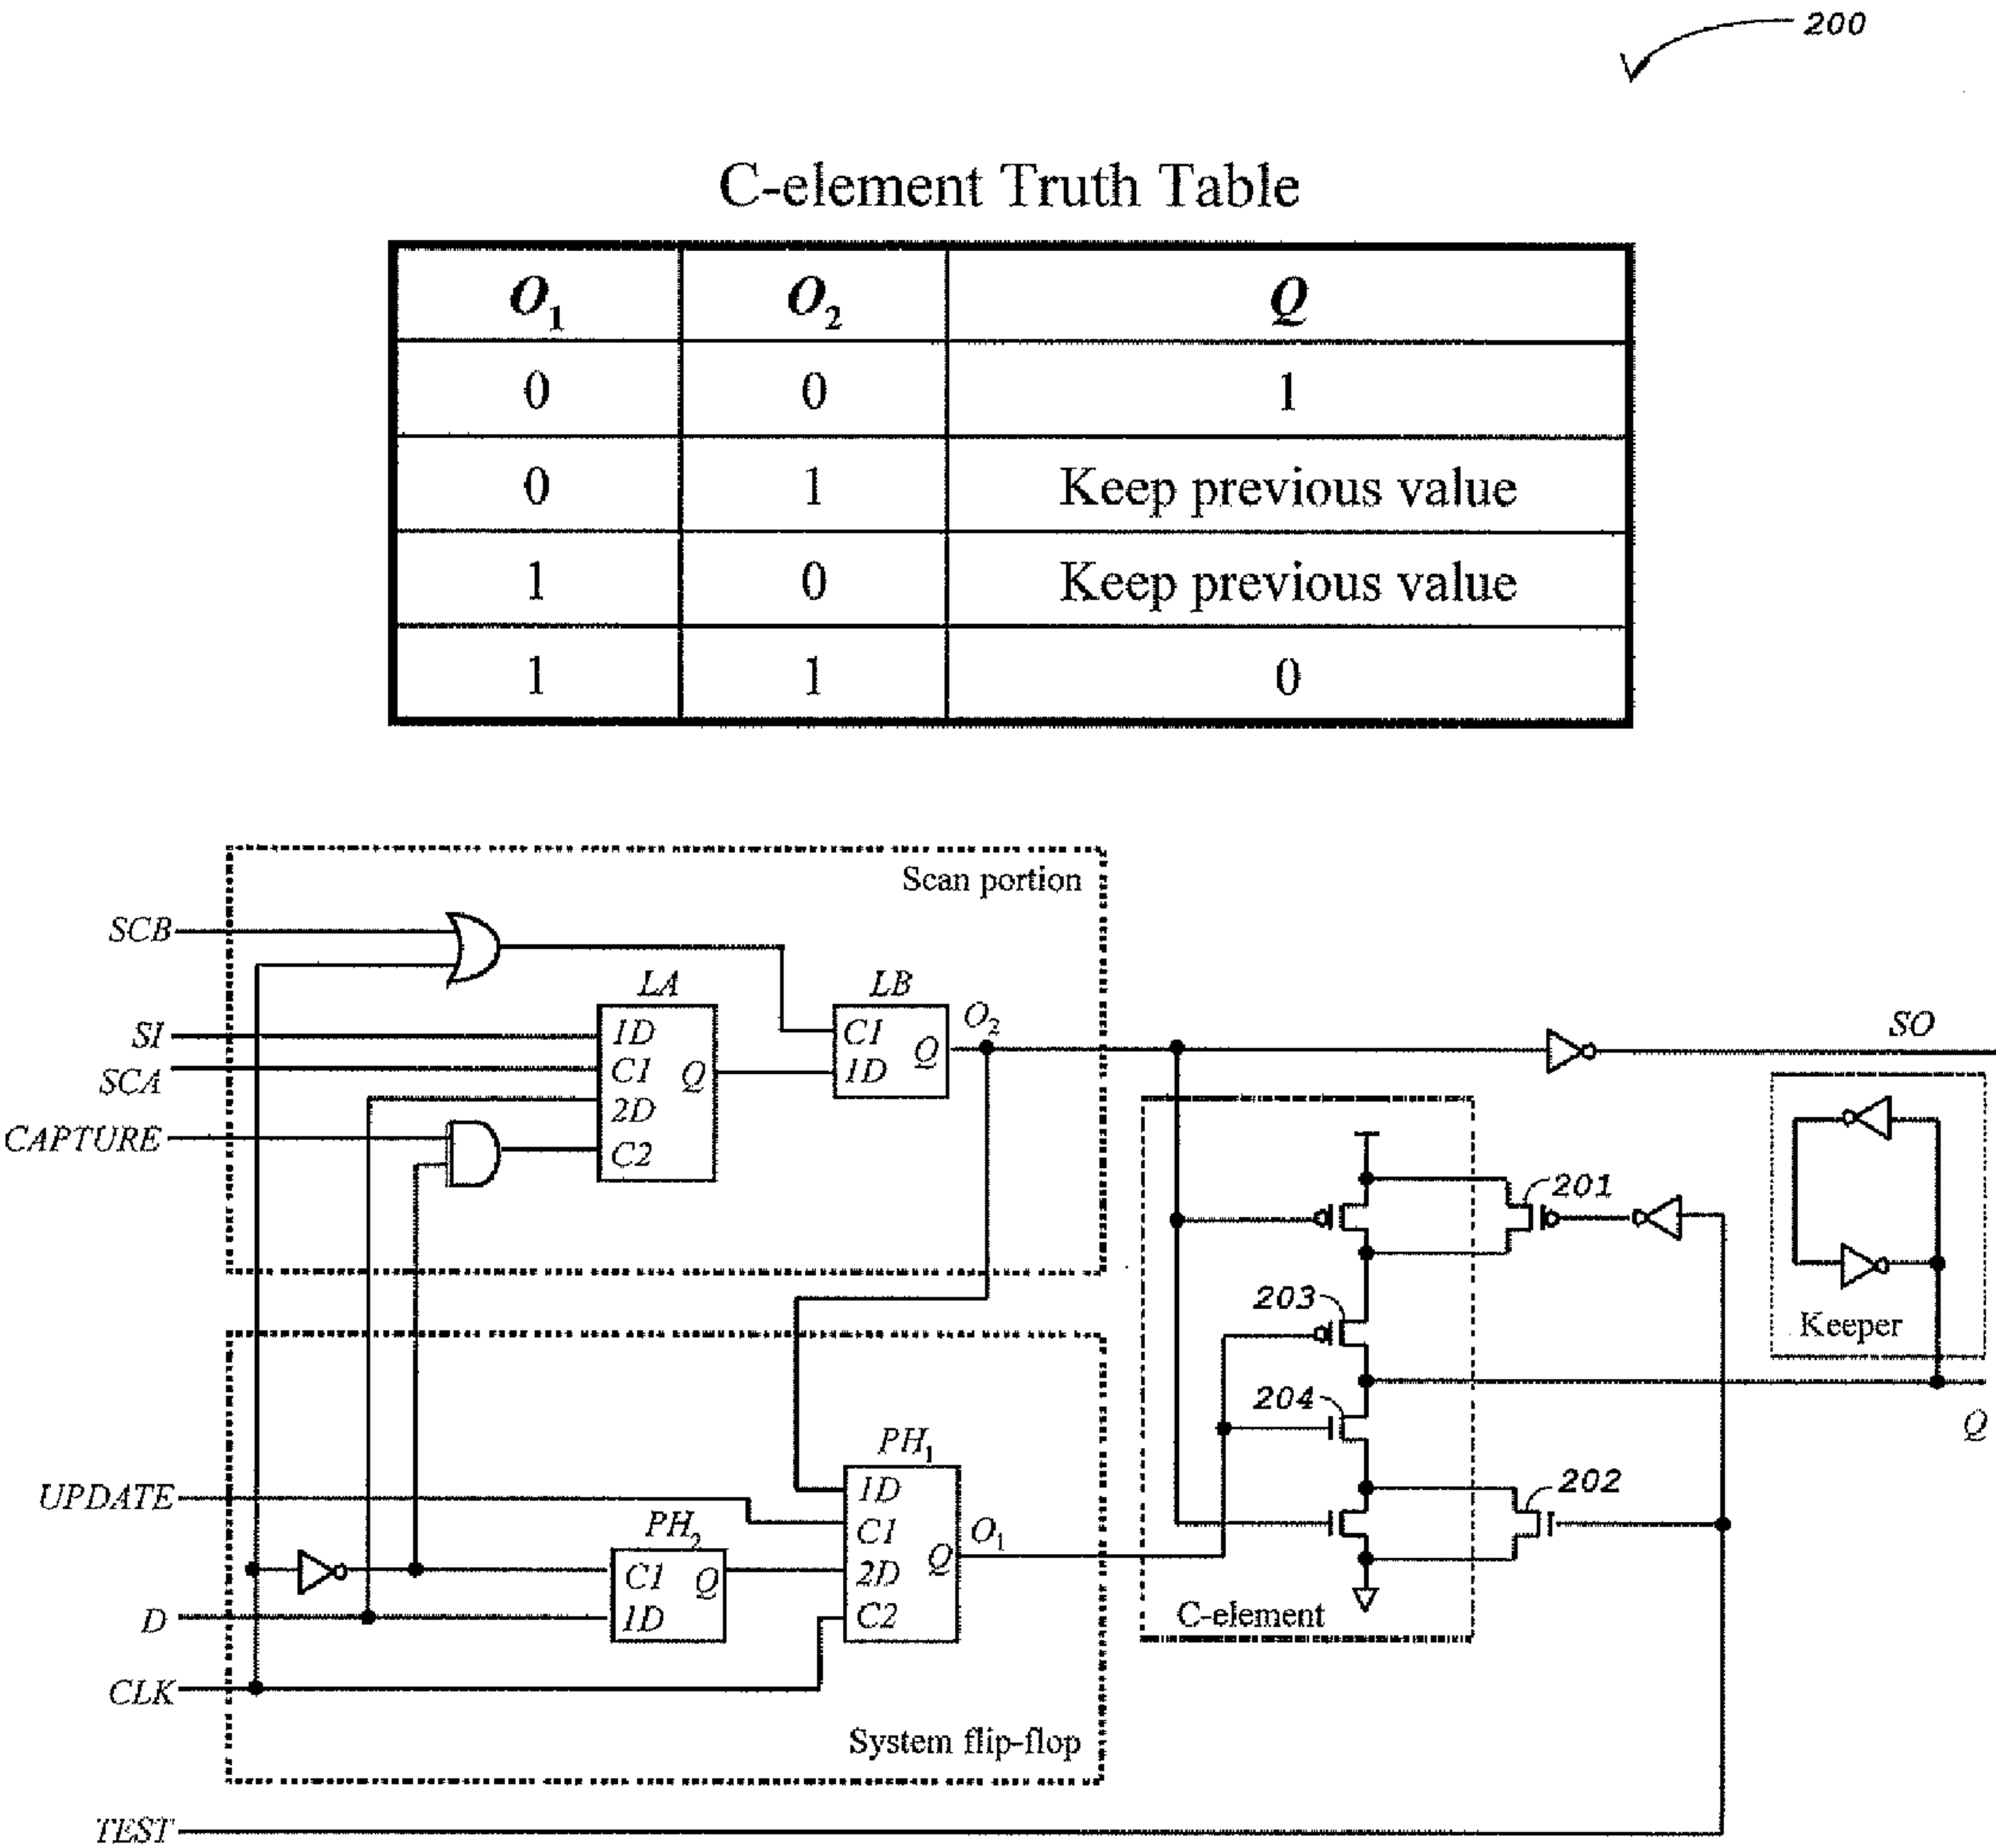 200
C-element Truth Table
O1 O2 Q
0 0 1
0 1 Keep previous value
1 0 Keep previous value
1 1 0
Scan portion
SCB
LA
LB
O2
SO
SI
1D
C1
Q
SCA
C1
Q
1D
2D
CAPTURE
C2
201
203
Keeper
204
Q
PH1
UPDATE
1D
202
PH2
C1
O1
C1
Q
2D
Q
D
1D
C2
C-element
CLK
System flip-flop
TEST